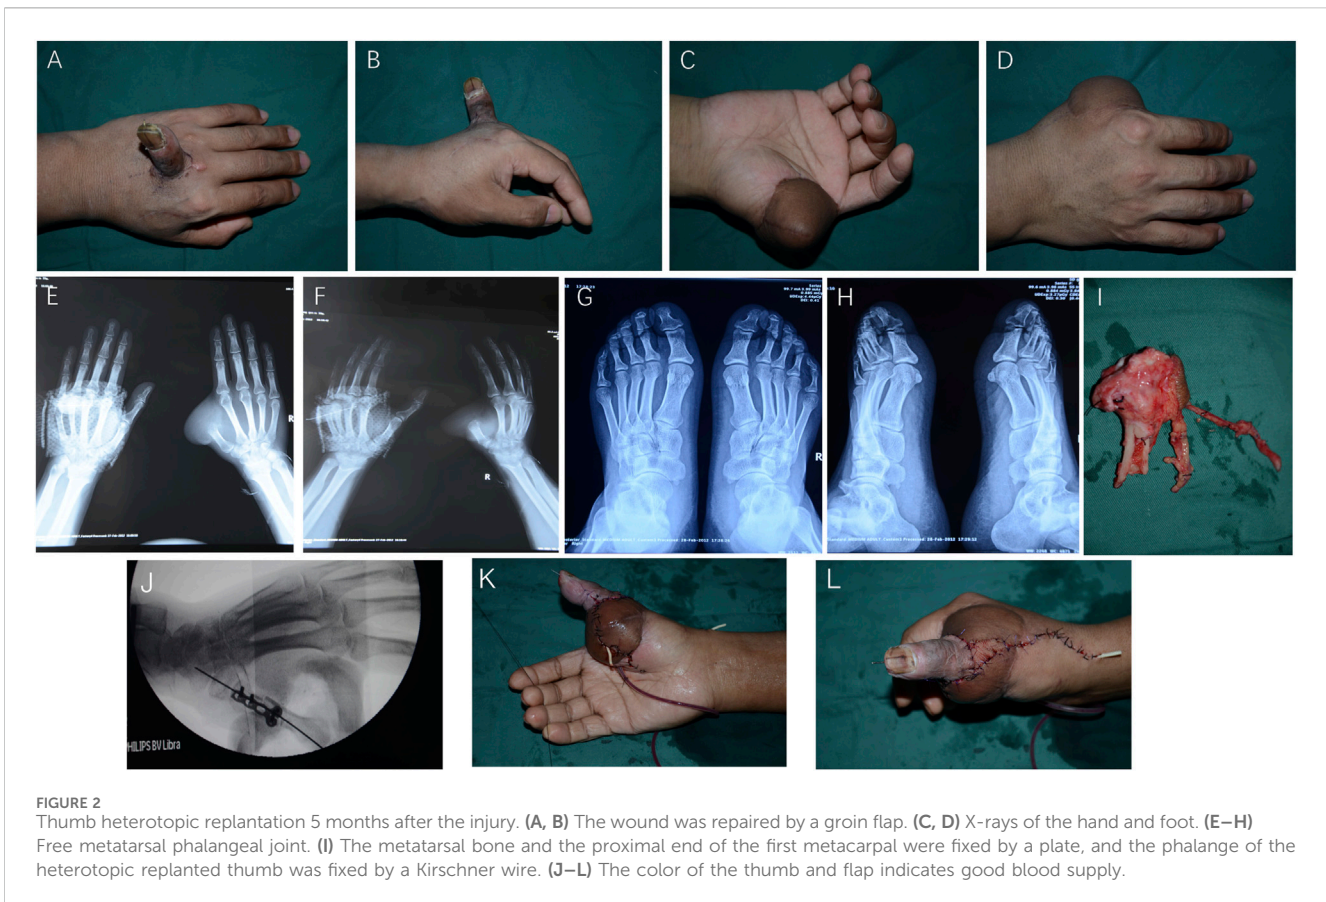 A
B
C
D
E
F
G
H
I
R
R
R
J
K
L
PHILIPS BV Libra
FIGURE 2
Thumb heterotopic replantation 5 months after the injury. (A, B) The wound was repaired by a groin flap. (C, D) X-rays of the hand and foot. (E–H)
Free metatarsal phalangeal joint. (I) The metatarsal bone and the proximal end of the first metacarpal were fixed by a plate, and the phalange of the
heterotopic replanted thumb was fixed by a Kirschner wire. (J–L) The color of the thumb and flap indicates good blood supply.